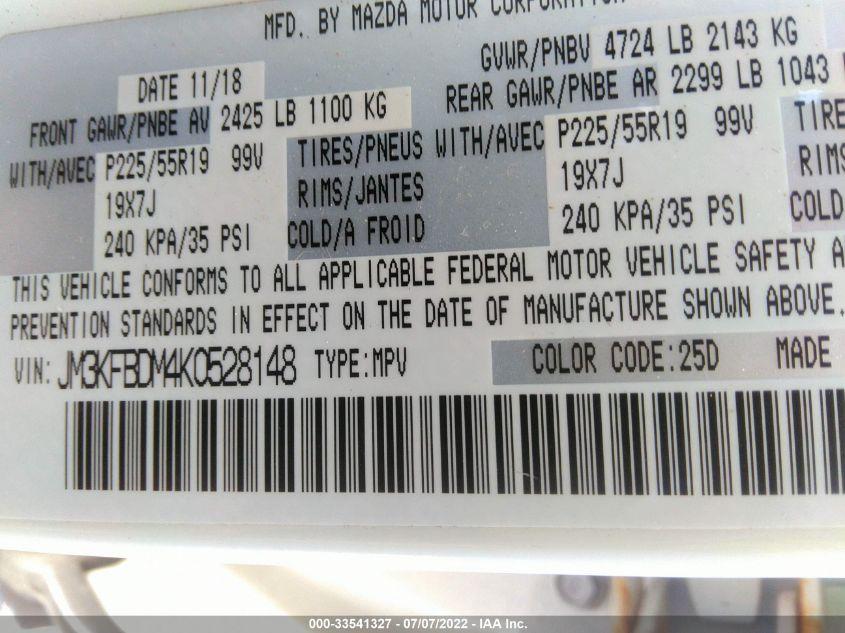 MFD. BY MAZDA MOTOR CORPORATION
DATE 11/18 GVWR/PNBV 4724 LB 2143 KG
FRONT GAWR/PNBE AV 2425 LB 1100 KG REAR GAWR/PNBE AR 2299 LB 1043
WITH/AVEC P225/55R19 99V TIRES/PNEUS WITH/AVEC P225/55R19 99V TIRE
19X7J RIMS/JANTES 19X7J RIMS
240 KPA/35 PSI COLD/A FROID 240 KPA/35 PSI COLD
THIS VEHICLE CONFORMS TO ALL APPLICABLE FEDERAL MOTOR VEHICLE SAFETY A
PREVENTION STANDARDS IN EFFECT ON THE DATE OF MANUFACTURE SHOWN ABOVE.
VIN: JM3KFBDM4K0528148 TYPE:MPV COLOR CODE:25D MADE
000-33541327 - 07/07/2022 - IAA Inc.